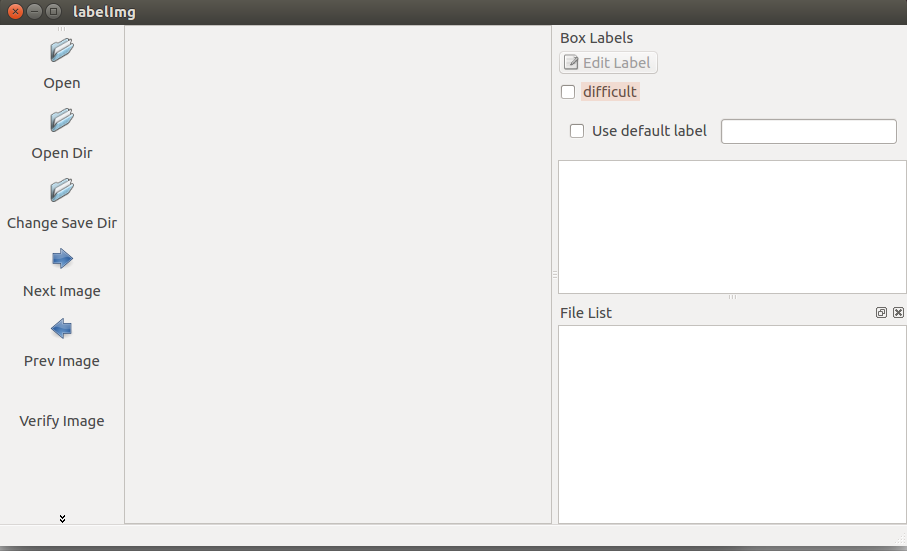 labelImg
Open
Open Dir
Change Save Dir
Next Image
Prev Image
Verify Image
Box Labels
Edit Label
difficult
Use default label
File List